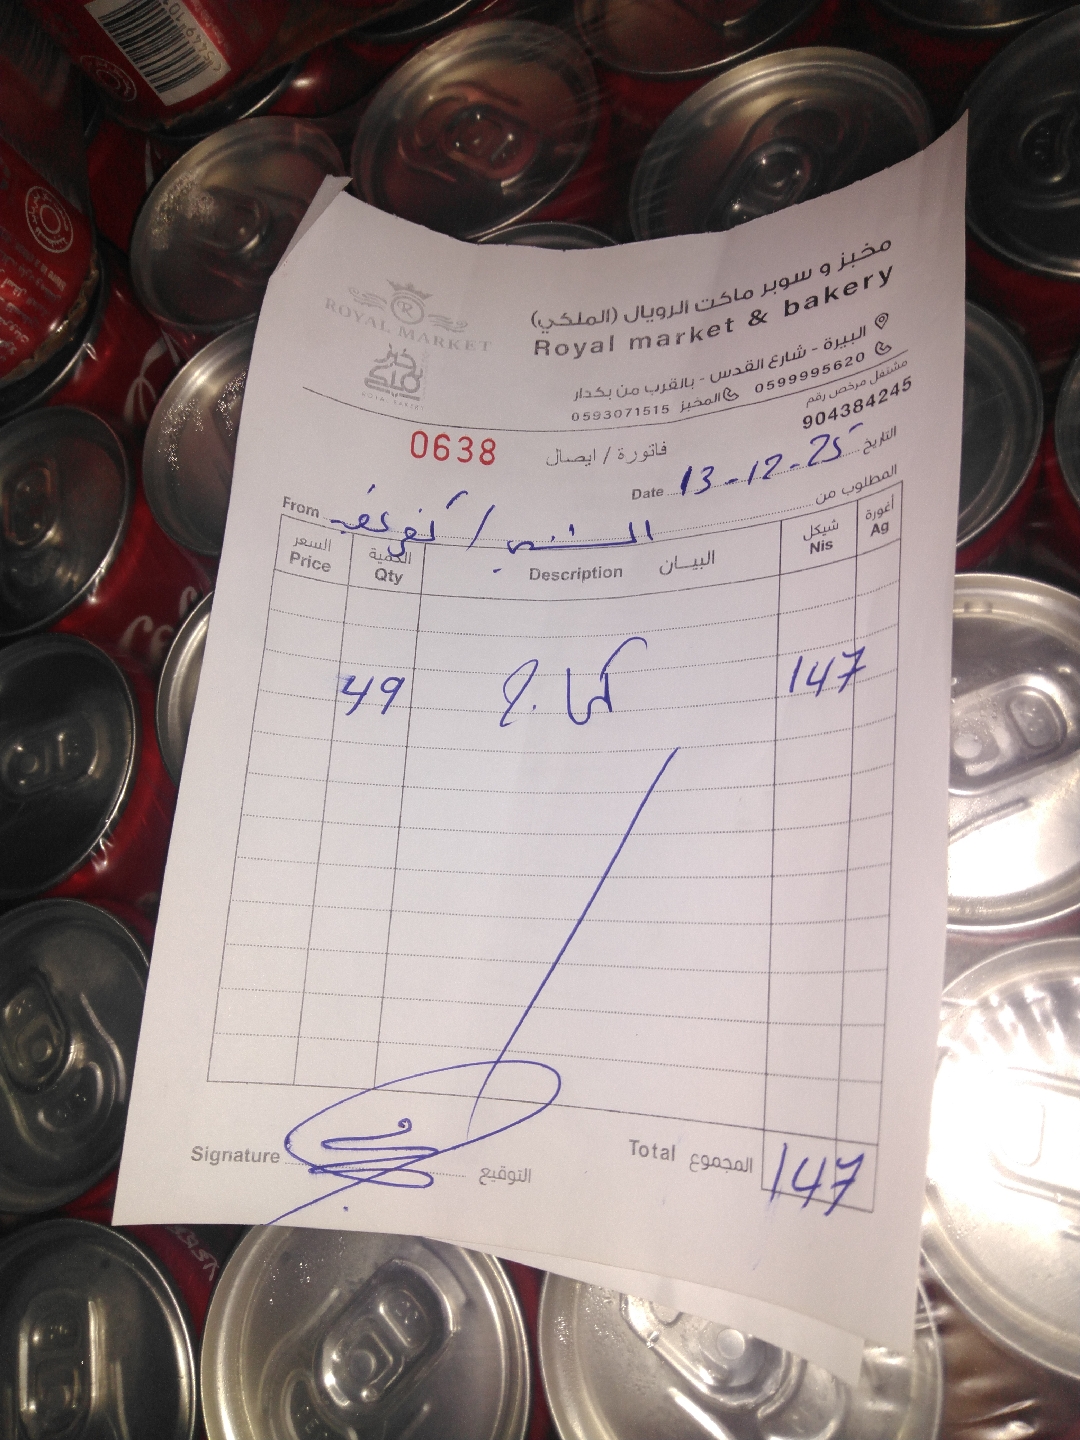 مخبز و سوبر ماكت الرويال (الملكي)
Royal market & bakery
ROYAL MARKET
البيرة - شارع القدس - بالقرب من بكدار
0599995620 المخبز 0593071515
مشتغل مرخص رقم
904384245
0638
فاتورة / ايصال
التاريخ 13-12-25 Date
المطلوب من From
السعر الكمية البيـــان شيكل أغورة
Price Qty Description Nis Ag
49 147
Signature التوقيع
Total المجموع 147